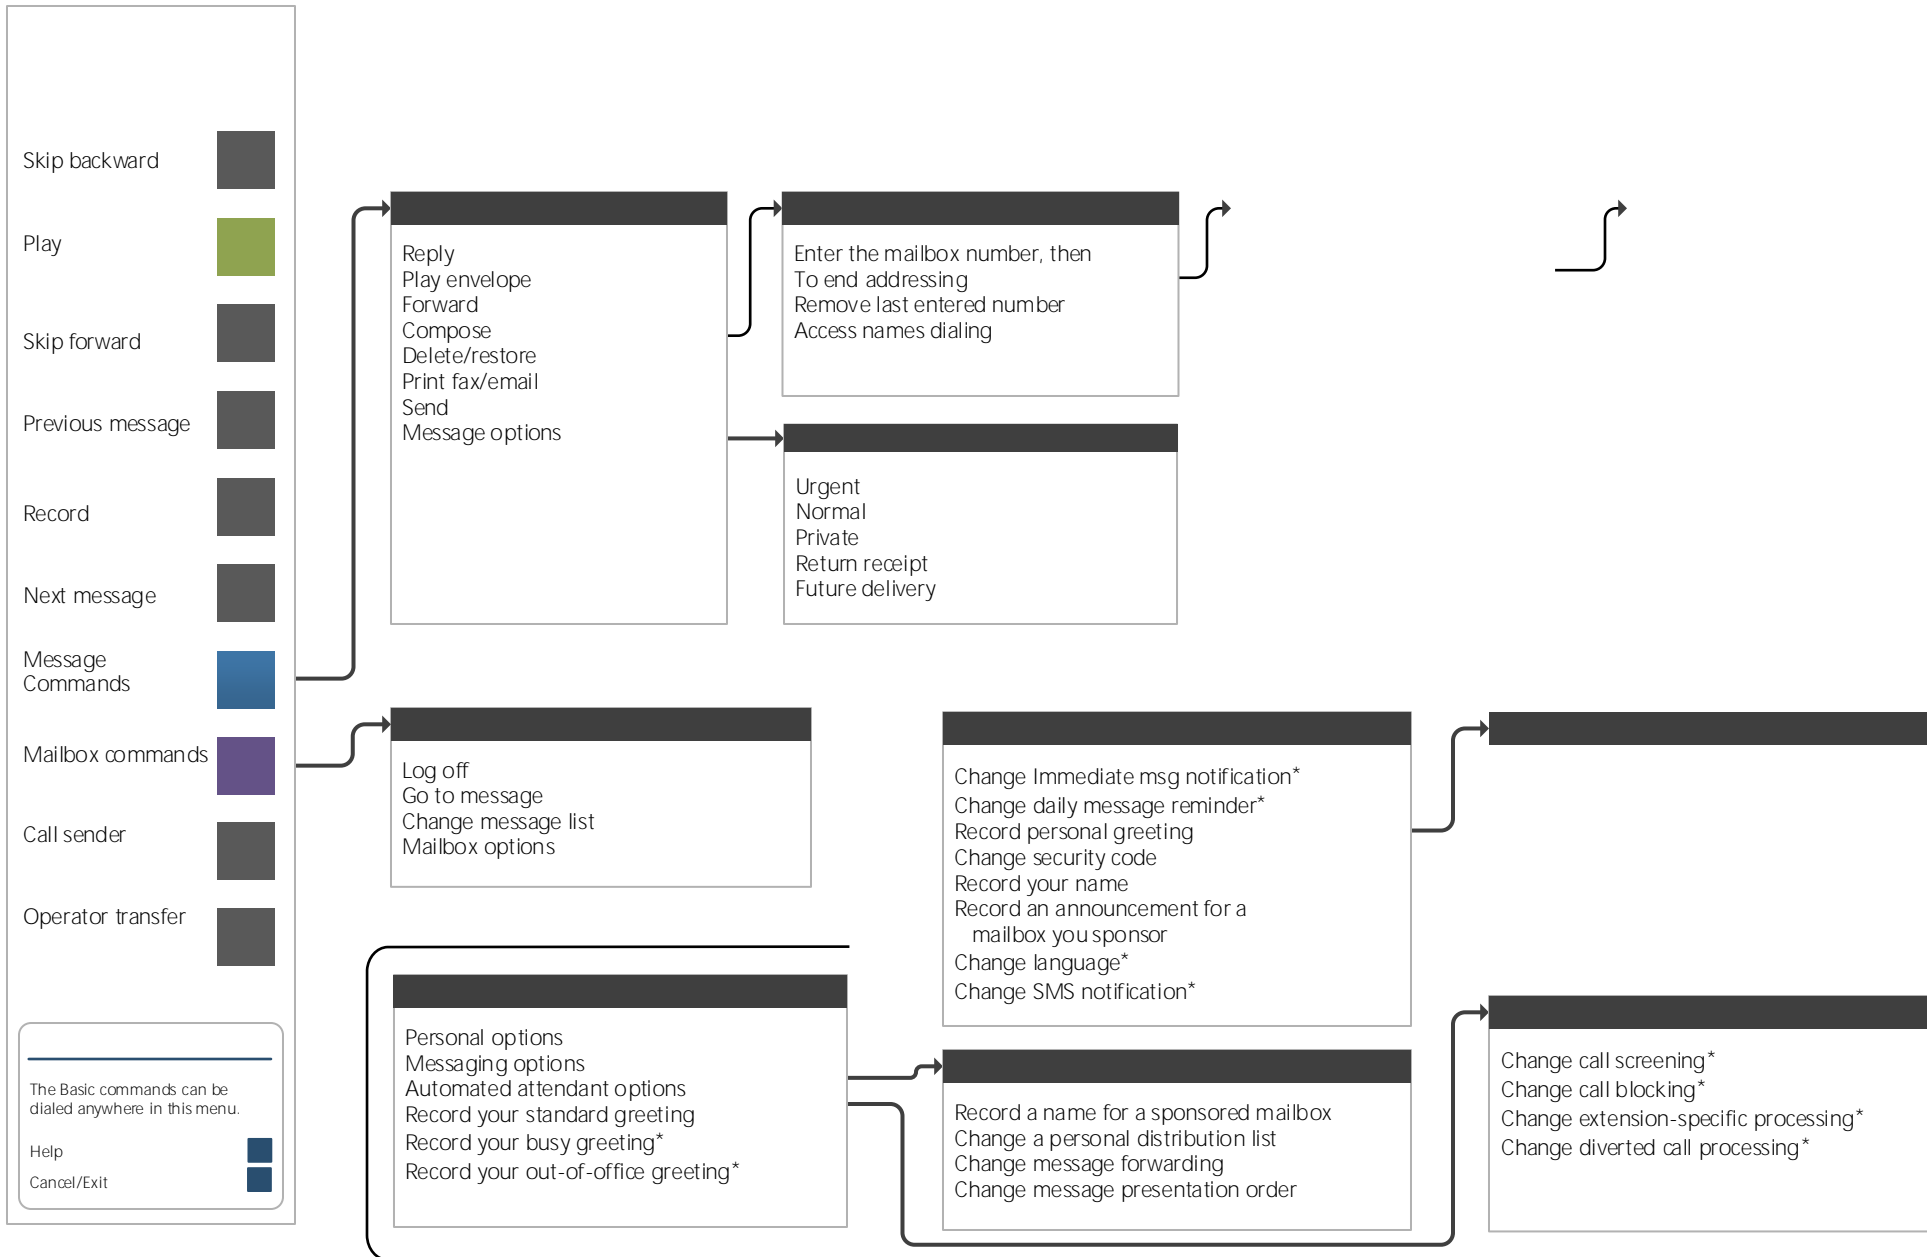 Skip backward
Play
Skip forward
Previous message
Record
Next message
Message
Commands
Mailbox commands
Call sender
Operator transfer
The Basic commands can be
dialed anywhere in this menu.
Help
Cancel/Exit
Reply
Play envelope
Forward
Compose
Delete/restore
Print fax/email
Send
Message options
Enter the mailbox number, then
To end addressing
Remove last entered number
Access names dialing
Urgent
Normal
Private
Return receipt
Future delivery
Log off
Go to message
Change message list
Mailbox options
Personal options
Messaging options
Automated attendant options
Record your standard greeting
Record your busy greeting*
Record your out-of-office greeting*
Change Immediate msg notification*
Change daily message reminder*
Record personal greeting
Change security code
Record your name
Record an announcement for a
mailbox you sponsor
Change language*
Change SMS notification*
Record a name for a sponsored mailbox
Change a personal distribution list
Change message forwarding
Change message presentation order
Change call screening*
Change call blocking*
Change extension-specific processing*
Change diverted call processing*